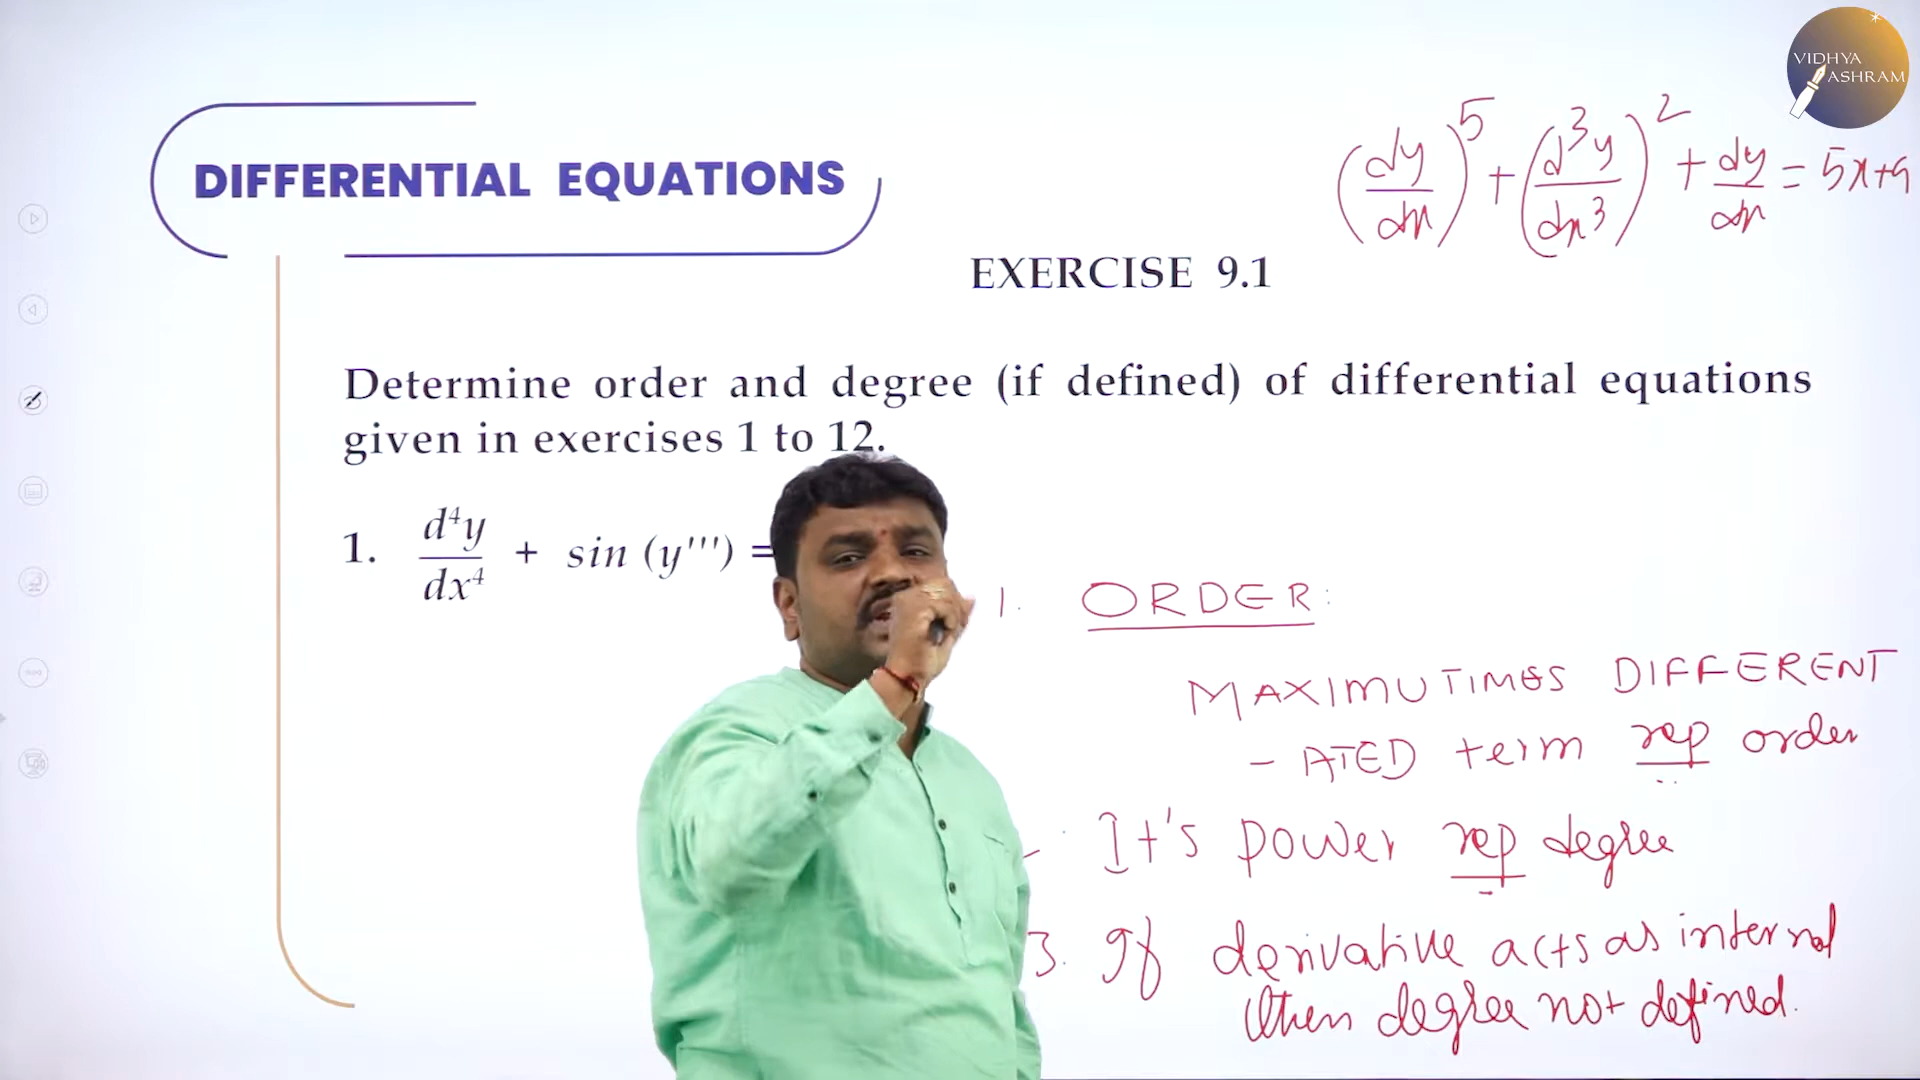 VIDHYA
ASHRAM
DIFFERENTIAL EQUATIONS
(dy/dx)^5 + (d^3y/dx^3)^2 + dy/dx = 5x+9
EXERCISE 9.1
Determine order and degree (if defined) of differential equations
given in exercises 1 to 12.
1. d⁴y/dx⁴ + sin (y''') =
1. ORDER:
MAXIMUTIMES DIFFERENT
- ATED term rep order
It's power rep degree
3. If derivative acts as internal
then degree not defined.